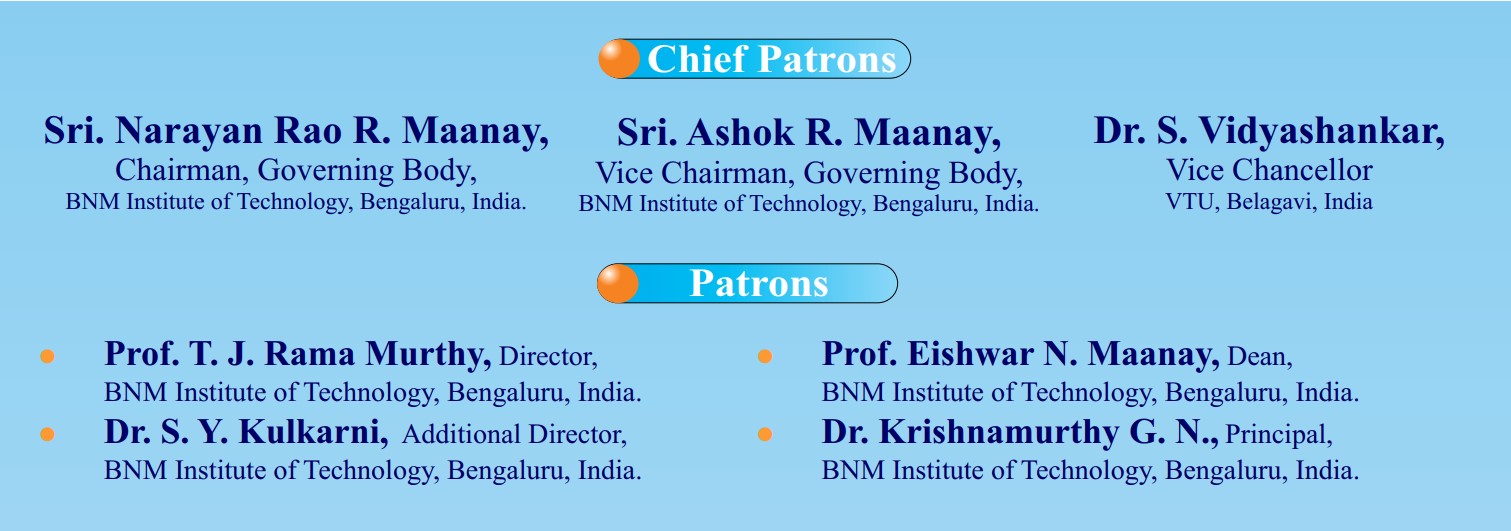 Chief Patrons
Sri. Narayan Rao R. Maanay,
Chairman, Governing Body,
BNM Institute of Technology, Bengaluru, India.
Sri. Ashok R. Maanay,
Vice Chairman, Governing Body,
BNM Institute of Technology, Bengaluru, India.
Dr. S. Vidyashankar,
Vice Chancellor
VTU, Belagavi, India
Patrons
Prof. T. J. Rama Murthy, Director,
BNM Institute of Technology, Bengaluru, India.
Dr. S. Y. Kulkarni, Additional Director,
BNM Institute of Technology, Bengaluru, India.
Prof. Eishwar N. Maanay, Dean,
BNM Institute of Technology, Bengaluru, India.
Dr. Krishnamurthy G. N., Principal,
BNM Institute of Technology, Bengaluru, India.